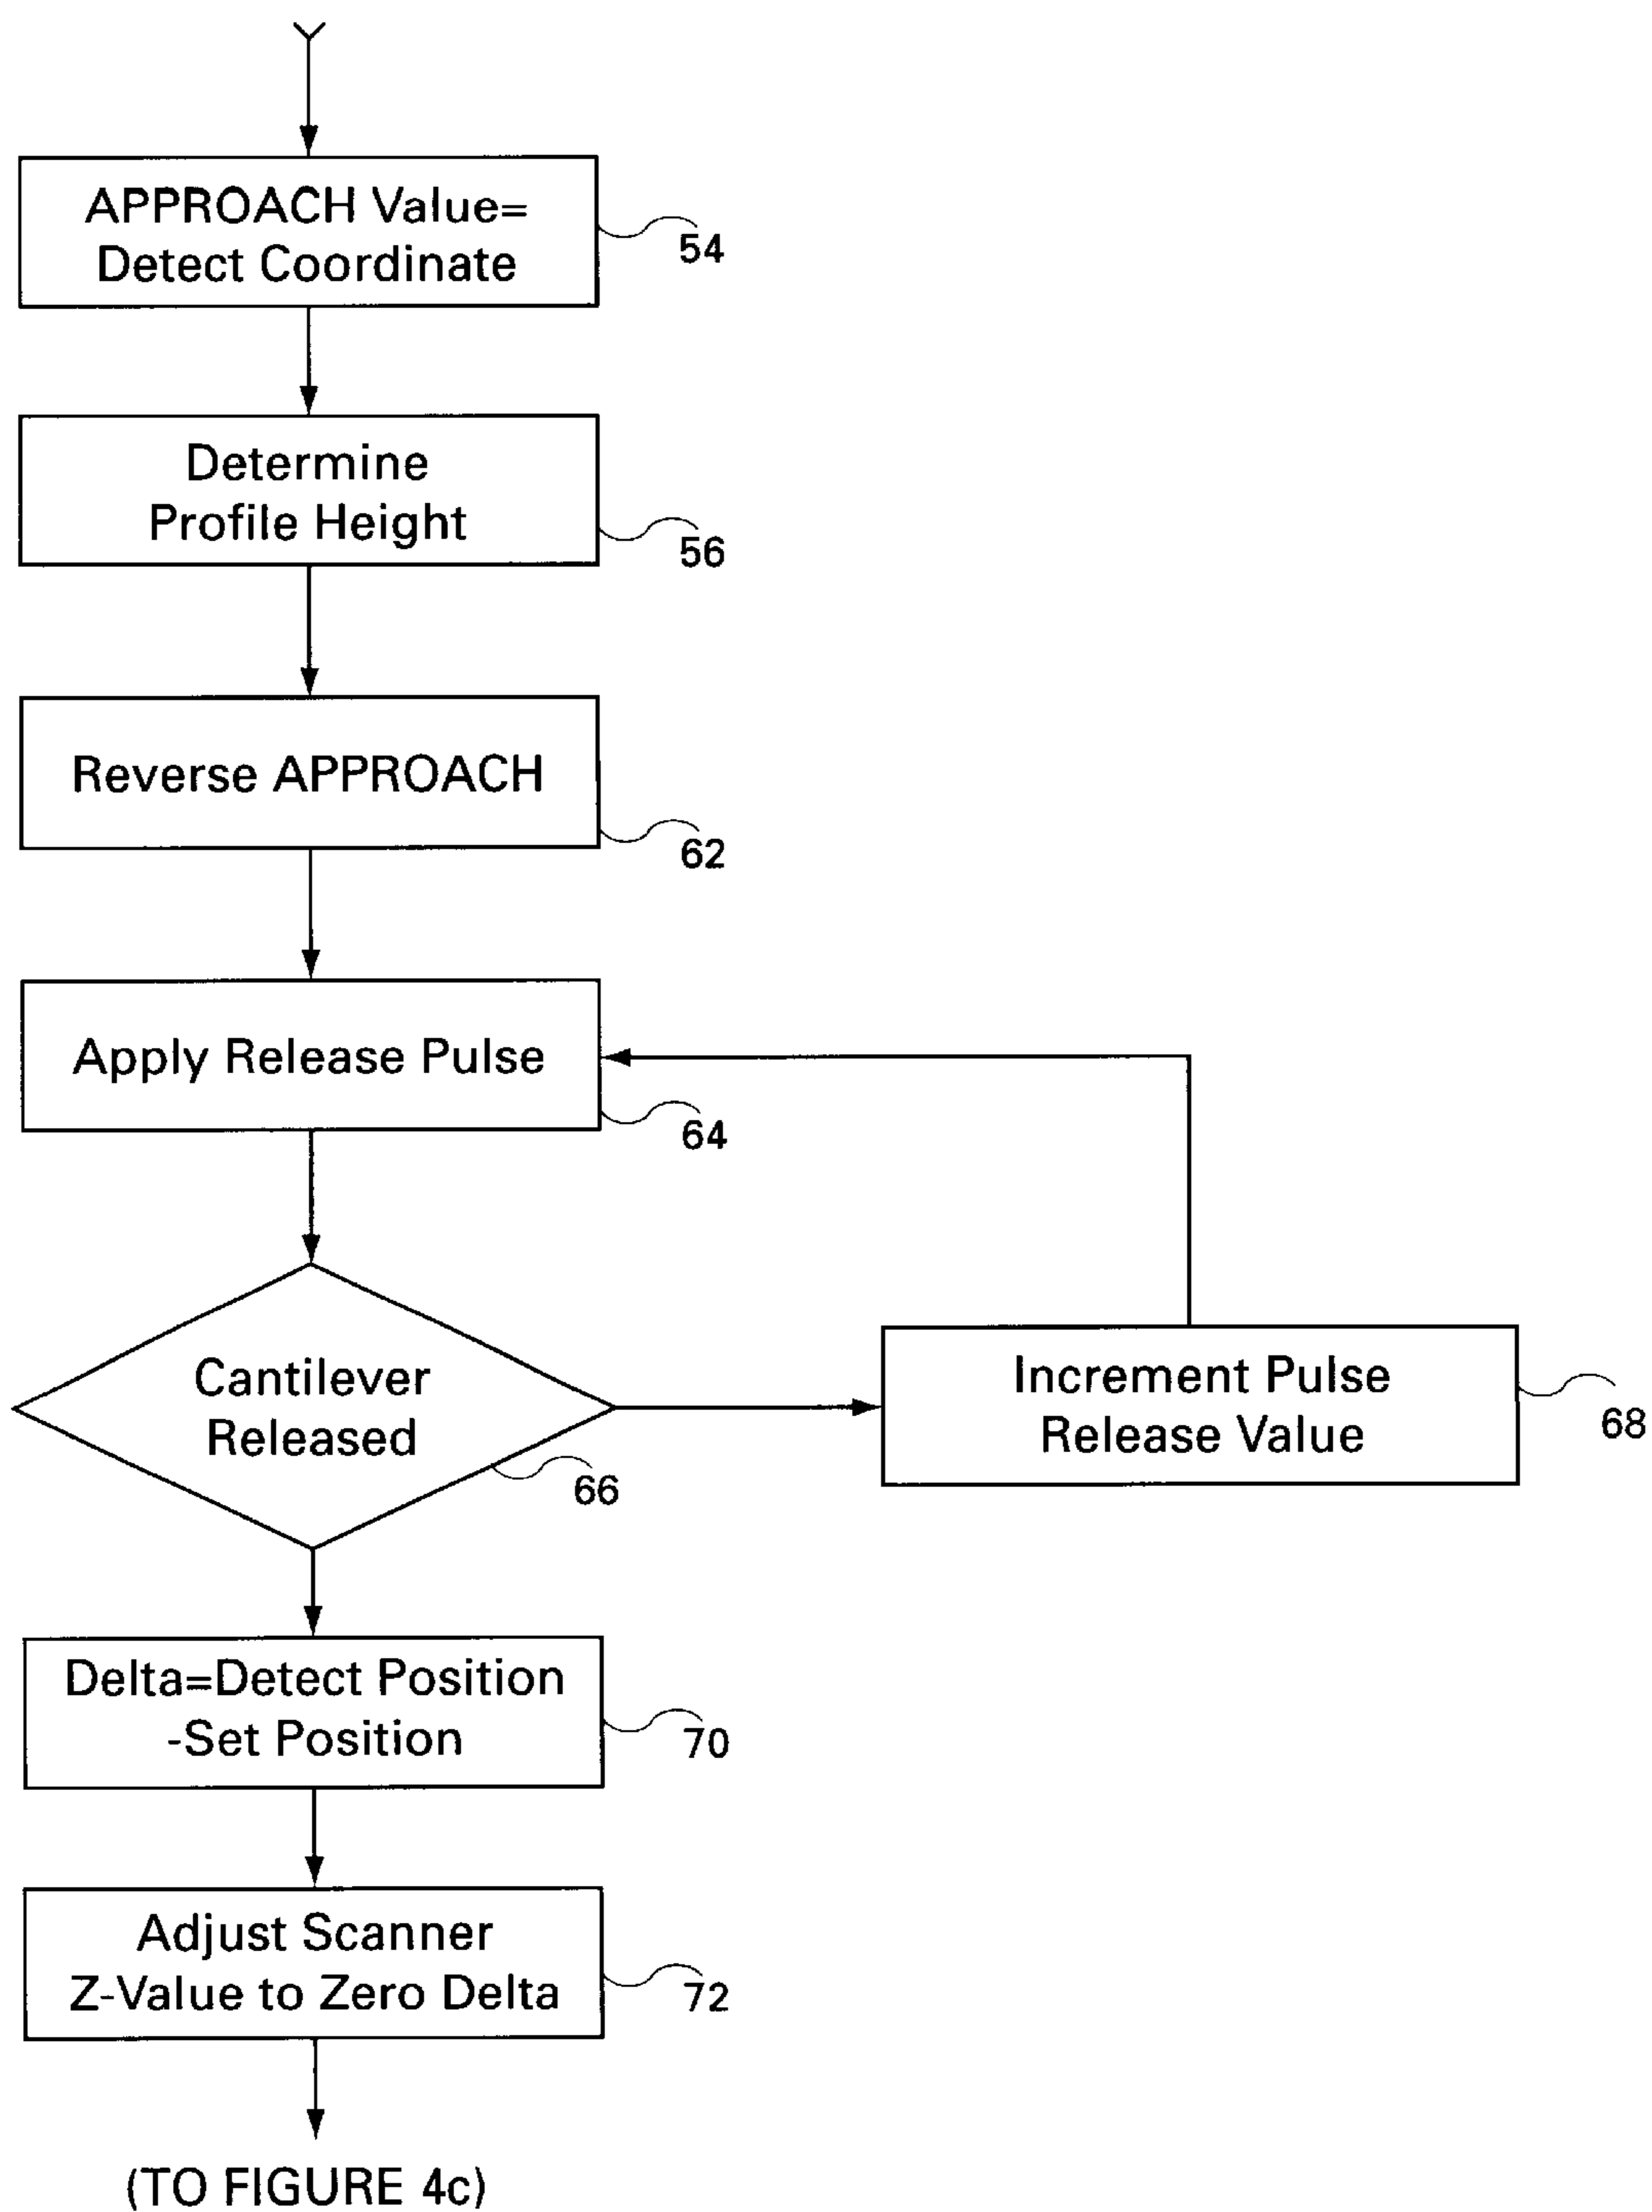 APPROACH Value=
Detect Coordinate
54
Determine
Profile Height
56
Reverse APPROACH
62
Apply Release Pulse
64
Cantilever
Released
66
Increment Pulse
Release Value
68
Delta=Detect Position
-Set Position
70
Adjust Scanner
Z-Value to Zero Delta
72
(TO FIGURE 4c)